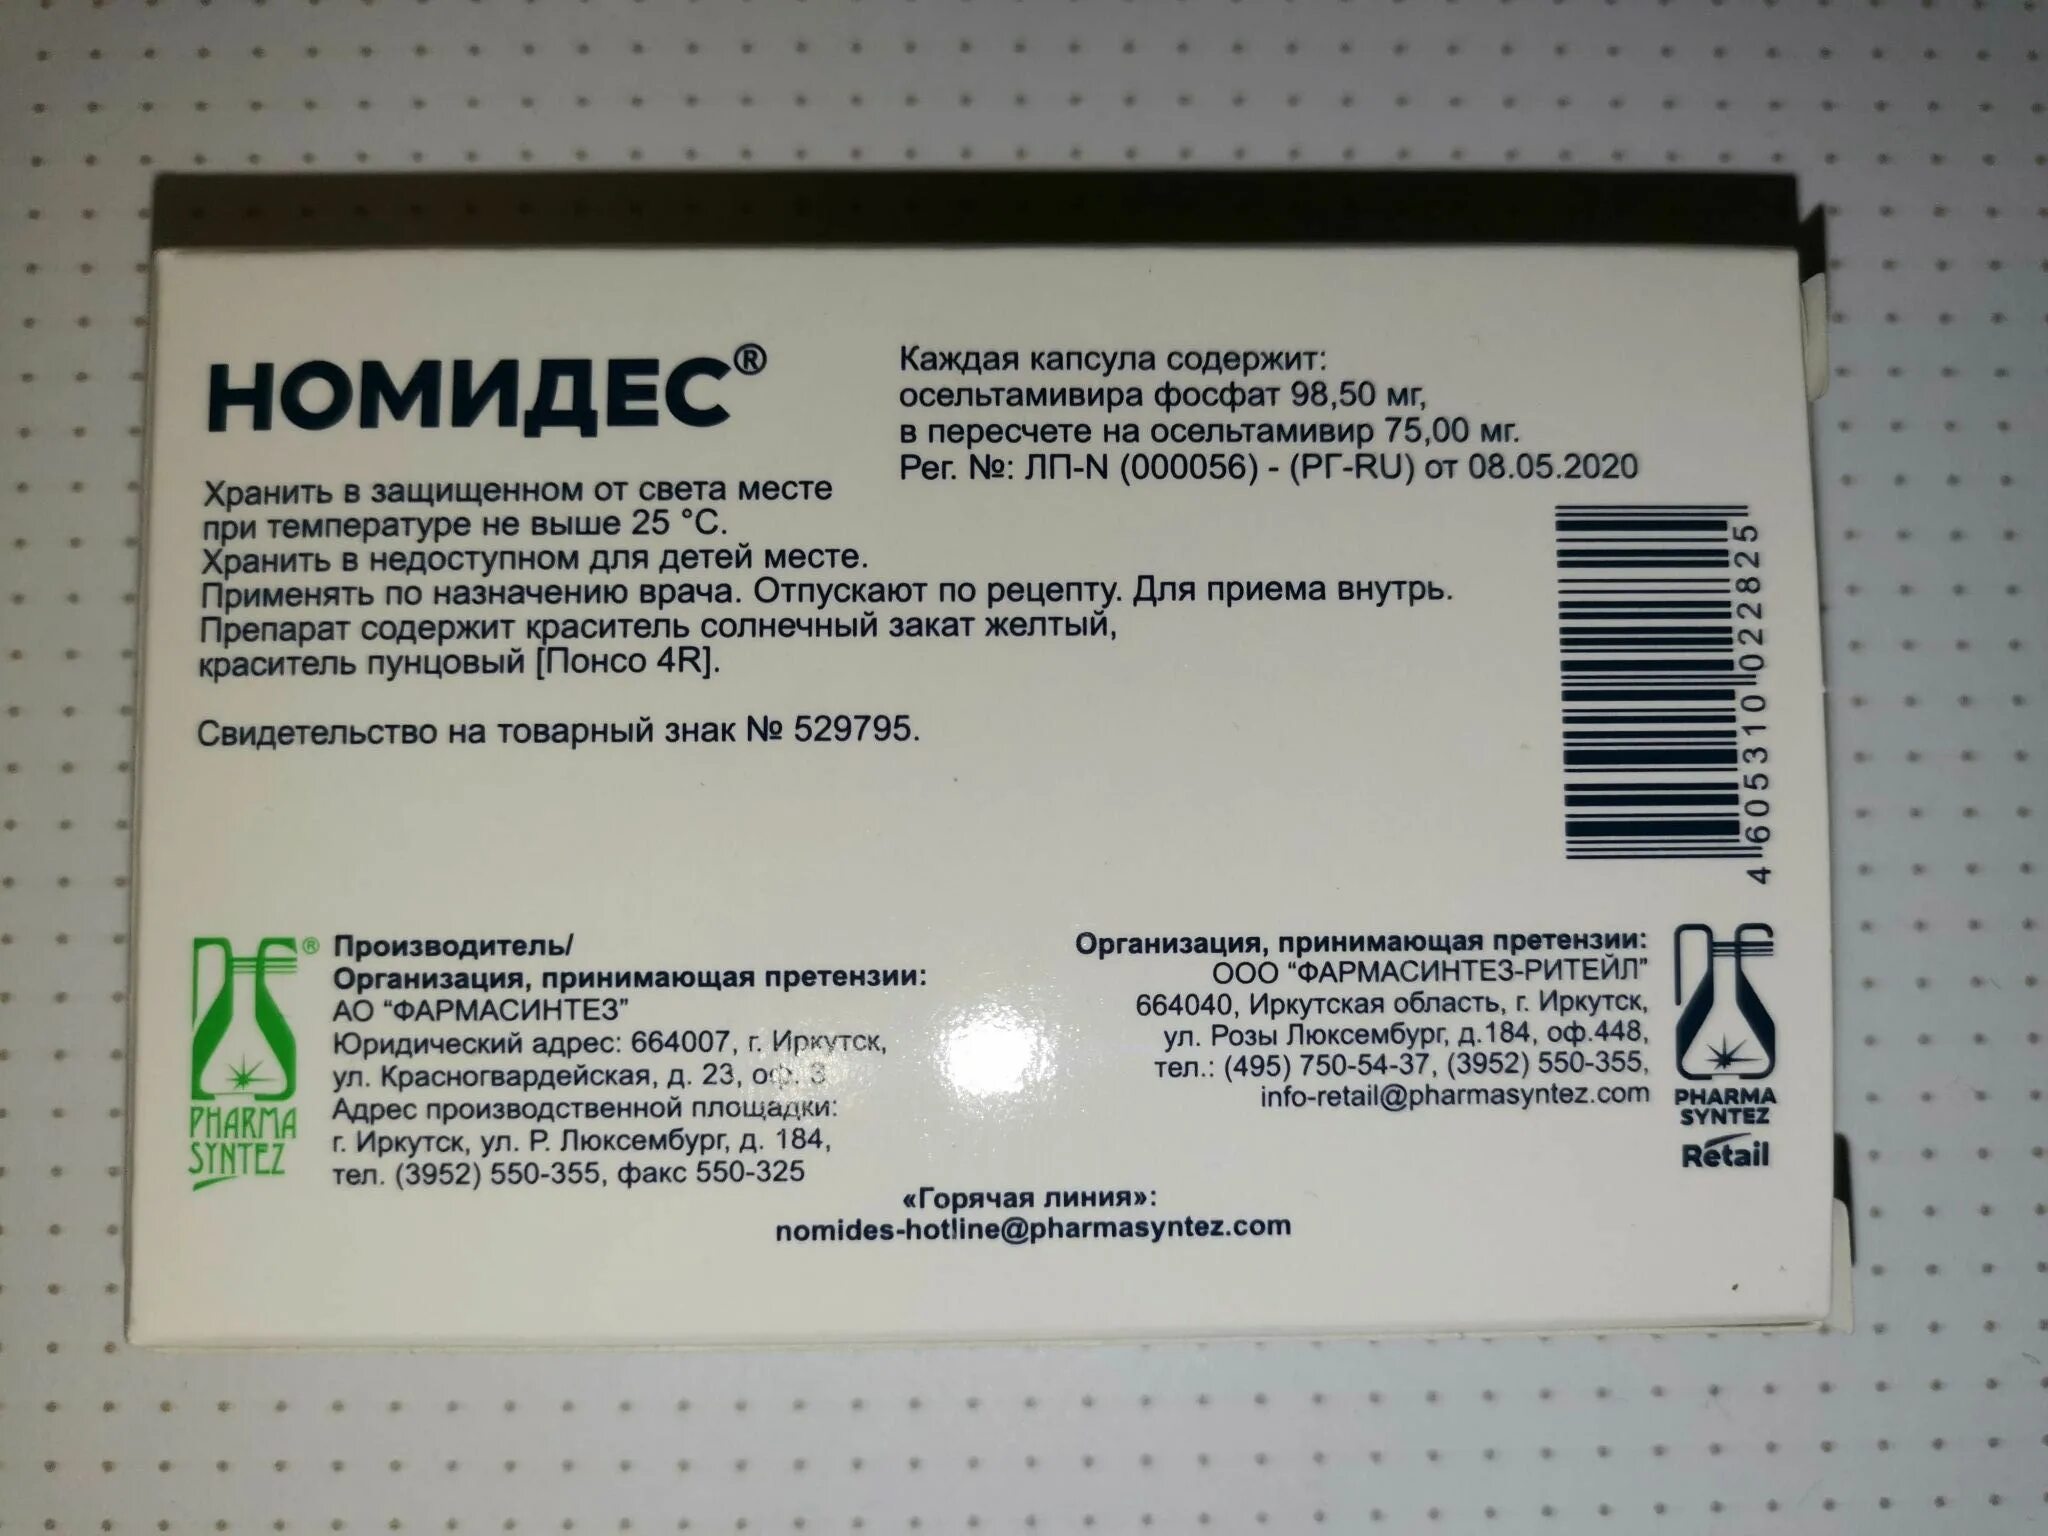 НОМИДЕС®
Хранить в защищенном от света месте
при температуре не выше 25 °С.
Хранить в недоступном для детей месте.
Применять по назначению врача. Отпускают по рецепту. Для приема внутрь.
Препарат содержит краситель солнечный закат желтый,
краситель пунцовый [Понсо 4R].
Свидетельство на товарный знак № 529795.
Каждая капсула содержит:
осельтамивира фосфат 98,50 мг,
в пересчете на осельтамивир 75,00 мг.
Рег. №: ЛП-N (000056) - (РГ-RU) от 08.05.2020
4 605310 022825
®
PHARMA
SYNTEZ
Производитель/
Организация, принимающая претензии:
АО “ФАРМАСИНТЕЗ”
Юридический адрес: 664007, г. Иркутск,
ул. Красногвардейская, д. 23, оф. 3
Адрес производственной площадки:
г. Иркутск, ул. Р. Люксембург, д. 184,
тел. (3952) 550-355, факс 550-325
Организация, принимающая претензии:
ООО “ФАРМАСИНТЕЗ-РИТЕЙЛ”
664040, Иркутская область, г. Иркутск,
ул. Розы Люксембург, д.184, оф.448,
тел.: (495) 750-54-37, (3952) 550-355,
info-retail@pharmasyntez.com
PHARMA
SYNTEZ
Retail
«Горячая линия»:
nomides-hotline@pharmasyntez.com